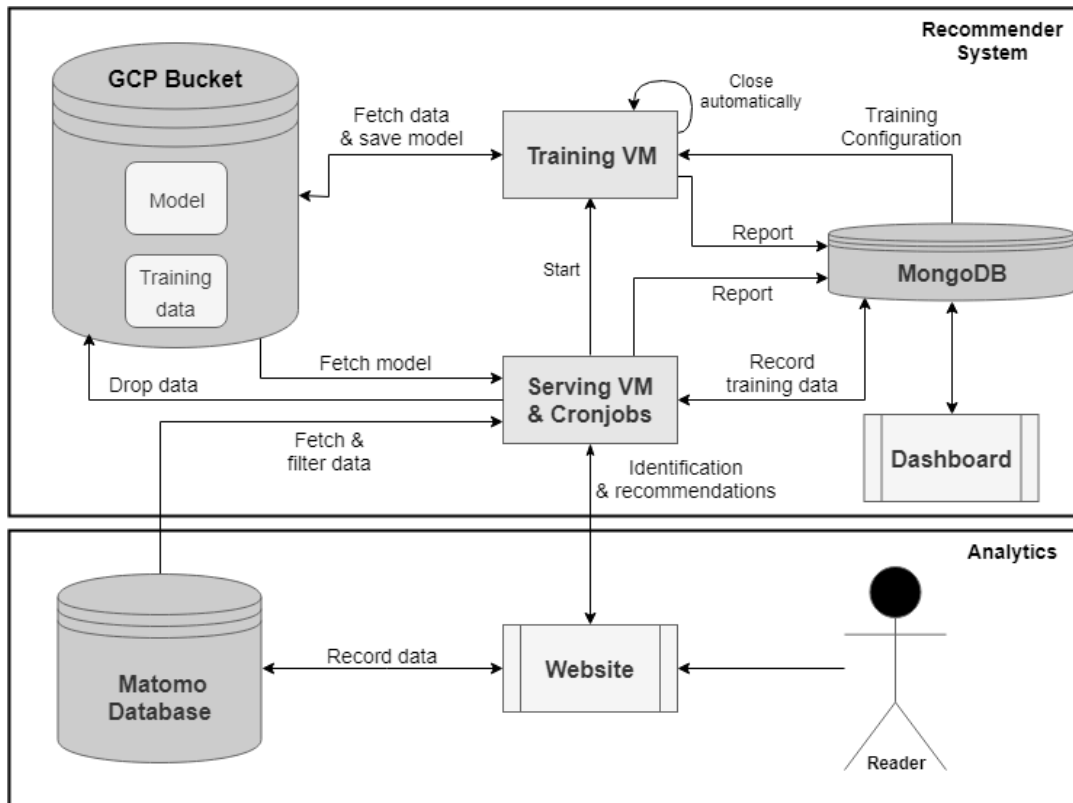 Recommender
System
GCP Bucket
Close
automatically
Fetch data
& save model
Training
Configuration
Training VM
Model
Report
Training
data
Start
MongoDB
Report
Fetch model
Drop data
Record
training data
Serving VM
& Cronjobs
Fetch &
filter data
Identification
& recommendations
Dashboard
Analytics
Record data
Website
Matomo
Database
Reader